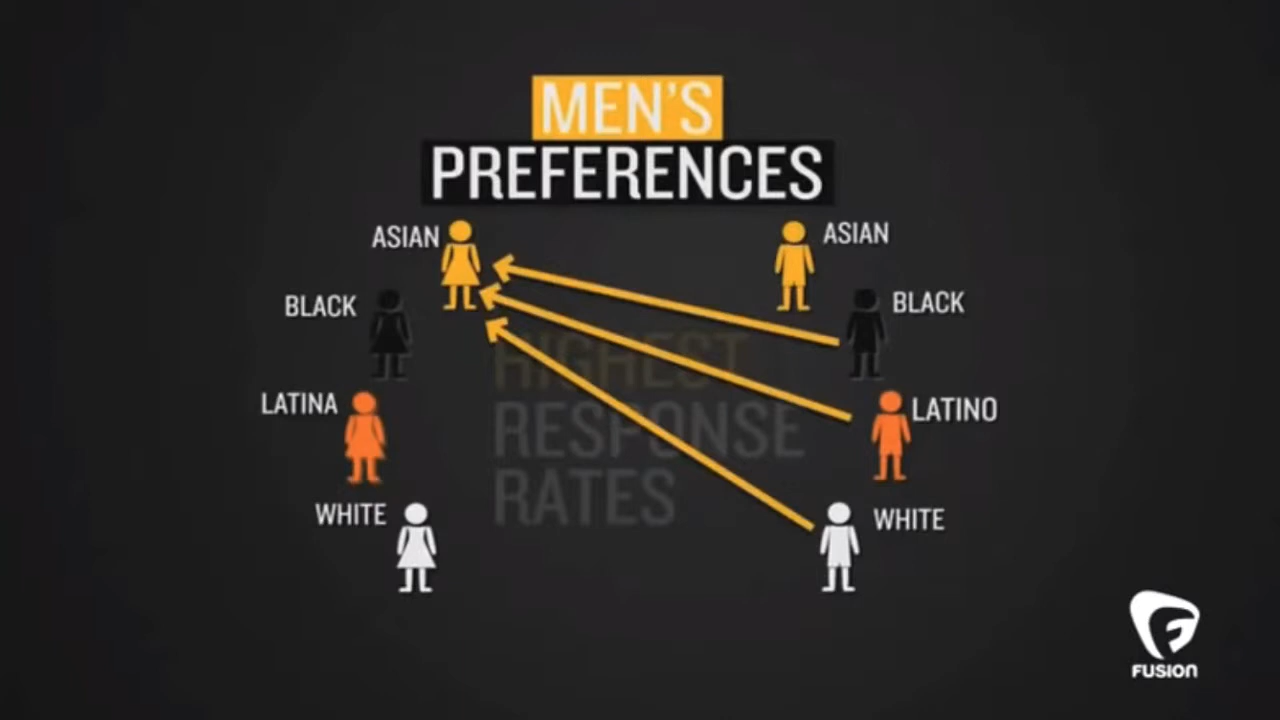 MEN'S
PREFERENCES
ASIAN
ASIAN
BLACK
BLACK
HIGHEST
RESPONSE
RATES
LATINA
LATINO
WHITE
WHITE
FUSION